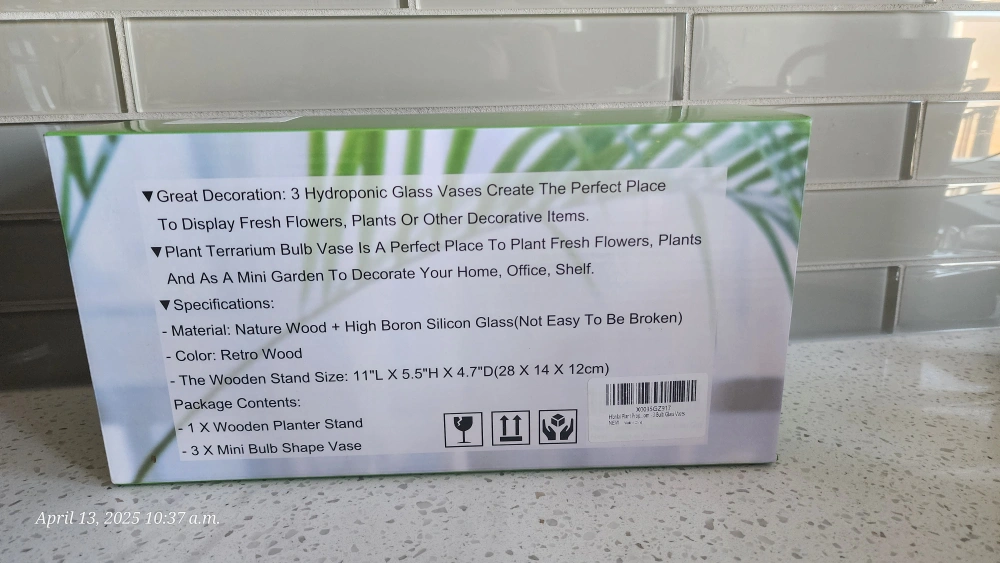 ▼Great Decoration: 3 Hydroponic Glass Vases Create The Perfect Place
To Display Fresh Flowers, Plants Or Other Decorative Items.
▼Plant Terrarium Bulb Vase Is A Perfect Place To Plant Fresh Flowers, Plants
And As A Mini Garden To Decorate Your Home, Office, Shelf.
▼Specifications:
- Material: Nature Wood + High Boron Silicon Glass(Not Easy To Be Broken)
- Color: Retro Wood
- The Wooden Stand Size: 11"L X 5.5"H X 4.7"D(28 X 14 X 12cm)
Package Contents:
- 1 X Wooden Planter Stand
- 3 X Mini Bulb Shape Vase
Bulb Glass
NEW
April 13, 2025 10:37 a.m.